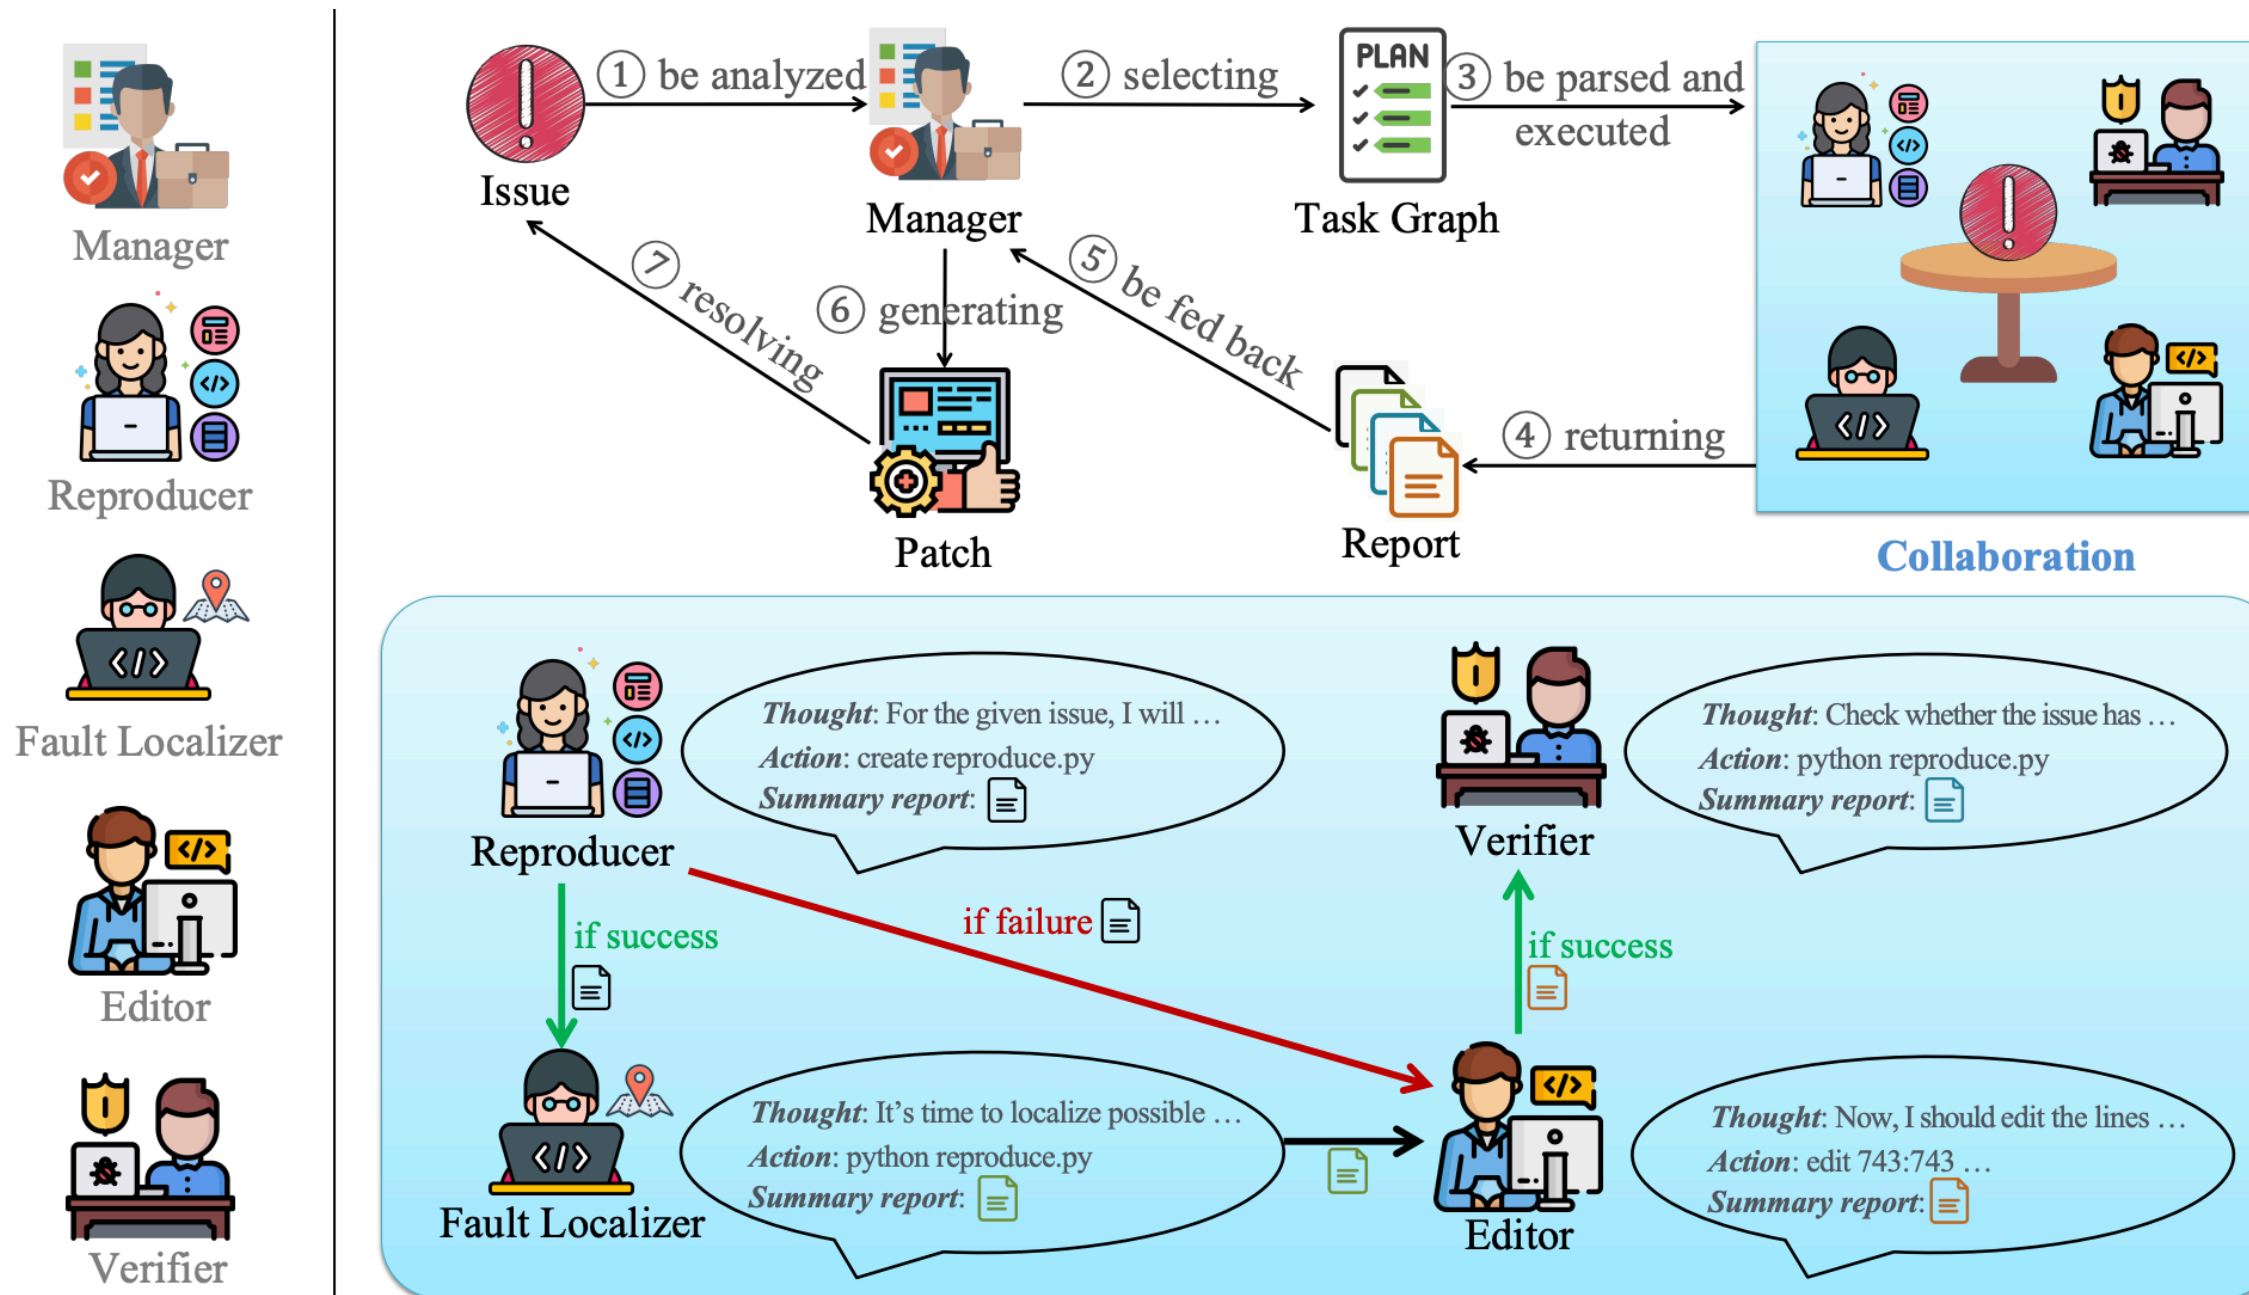 Manager
Reproducer
Fault Localizer
Editor
Verifier
① be analyzed
② selecting
PLAN
③ be parsed and
executed
Issue
Manager
Task Graph
⑦ resolving
⑥ generating
⑤ be fed back
④ returning
Patch
Report
Collaboration
Thought: For the given issue, I will …
Action: create reproduce.py
Summary report:
Reproducer
Thought: Check whether the issue has …
Action: python reproduce.py
Summary report:
Verifier
if success
if failure
if success
Thought: It’s time to localize possible …
Action: python reproduce.py
Summary report:
Fault Localizer
Thought: Now, I should edit the lines …
Action: edit 743:743 …
Summary report:
Editor